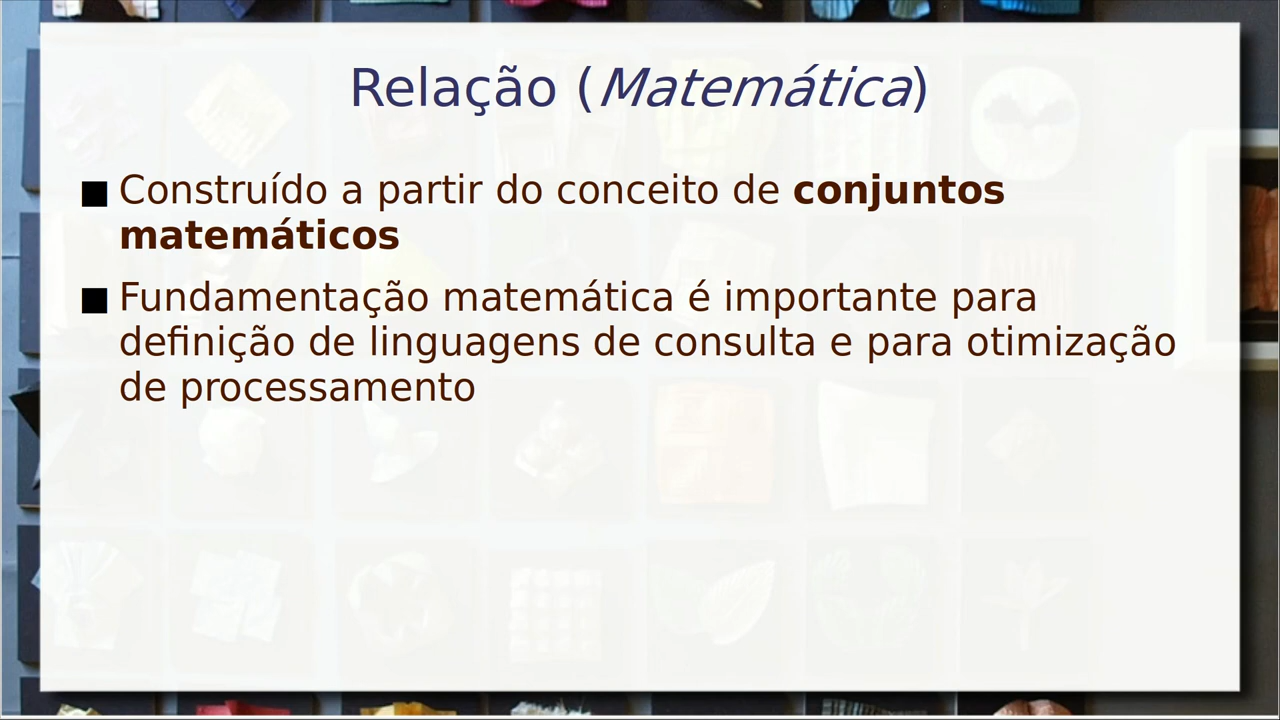 Relação (Matemática)
■ Construído a partir do conceito de conjuntos
matemáticos
■ Fundamentação matemática é importante para
definição de linguagens de consulta e para otimização
de processamento